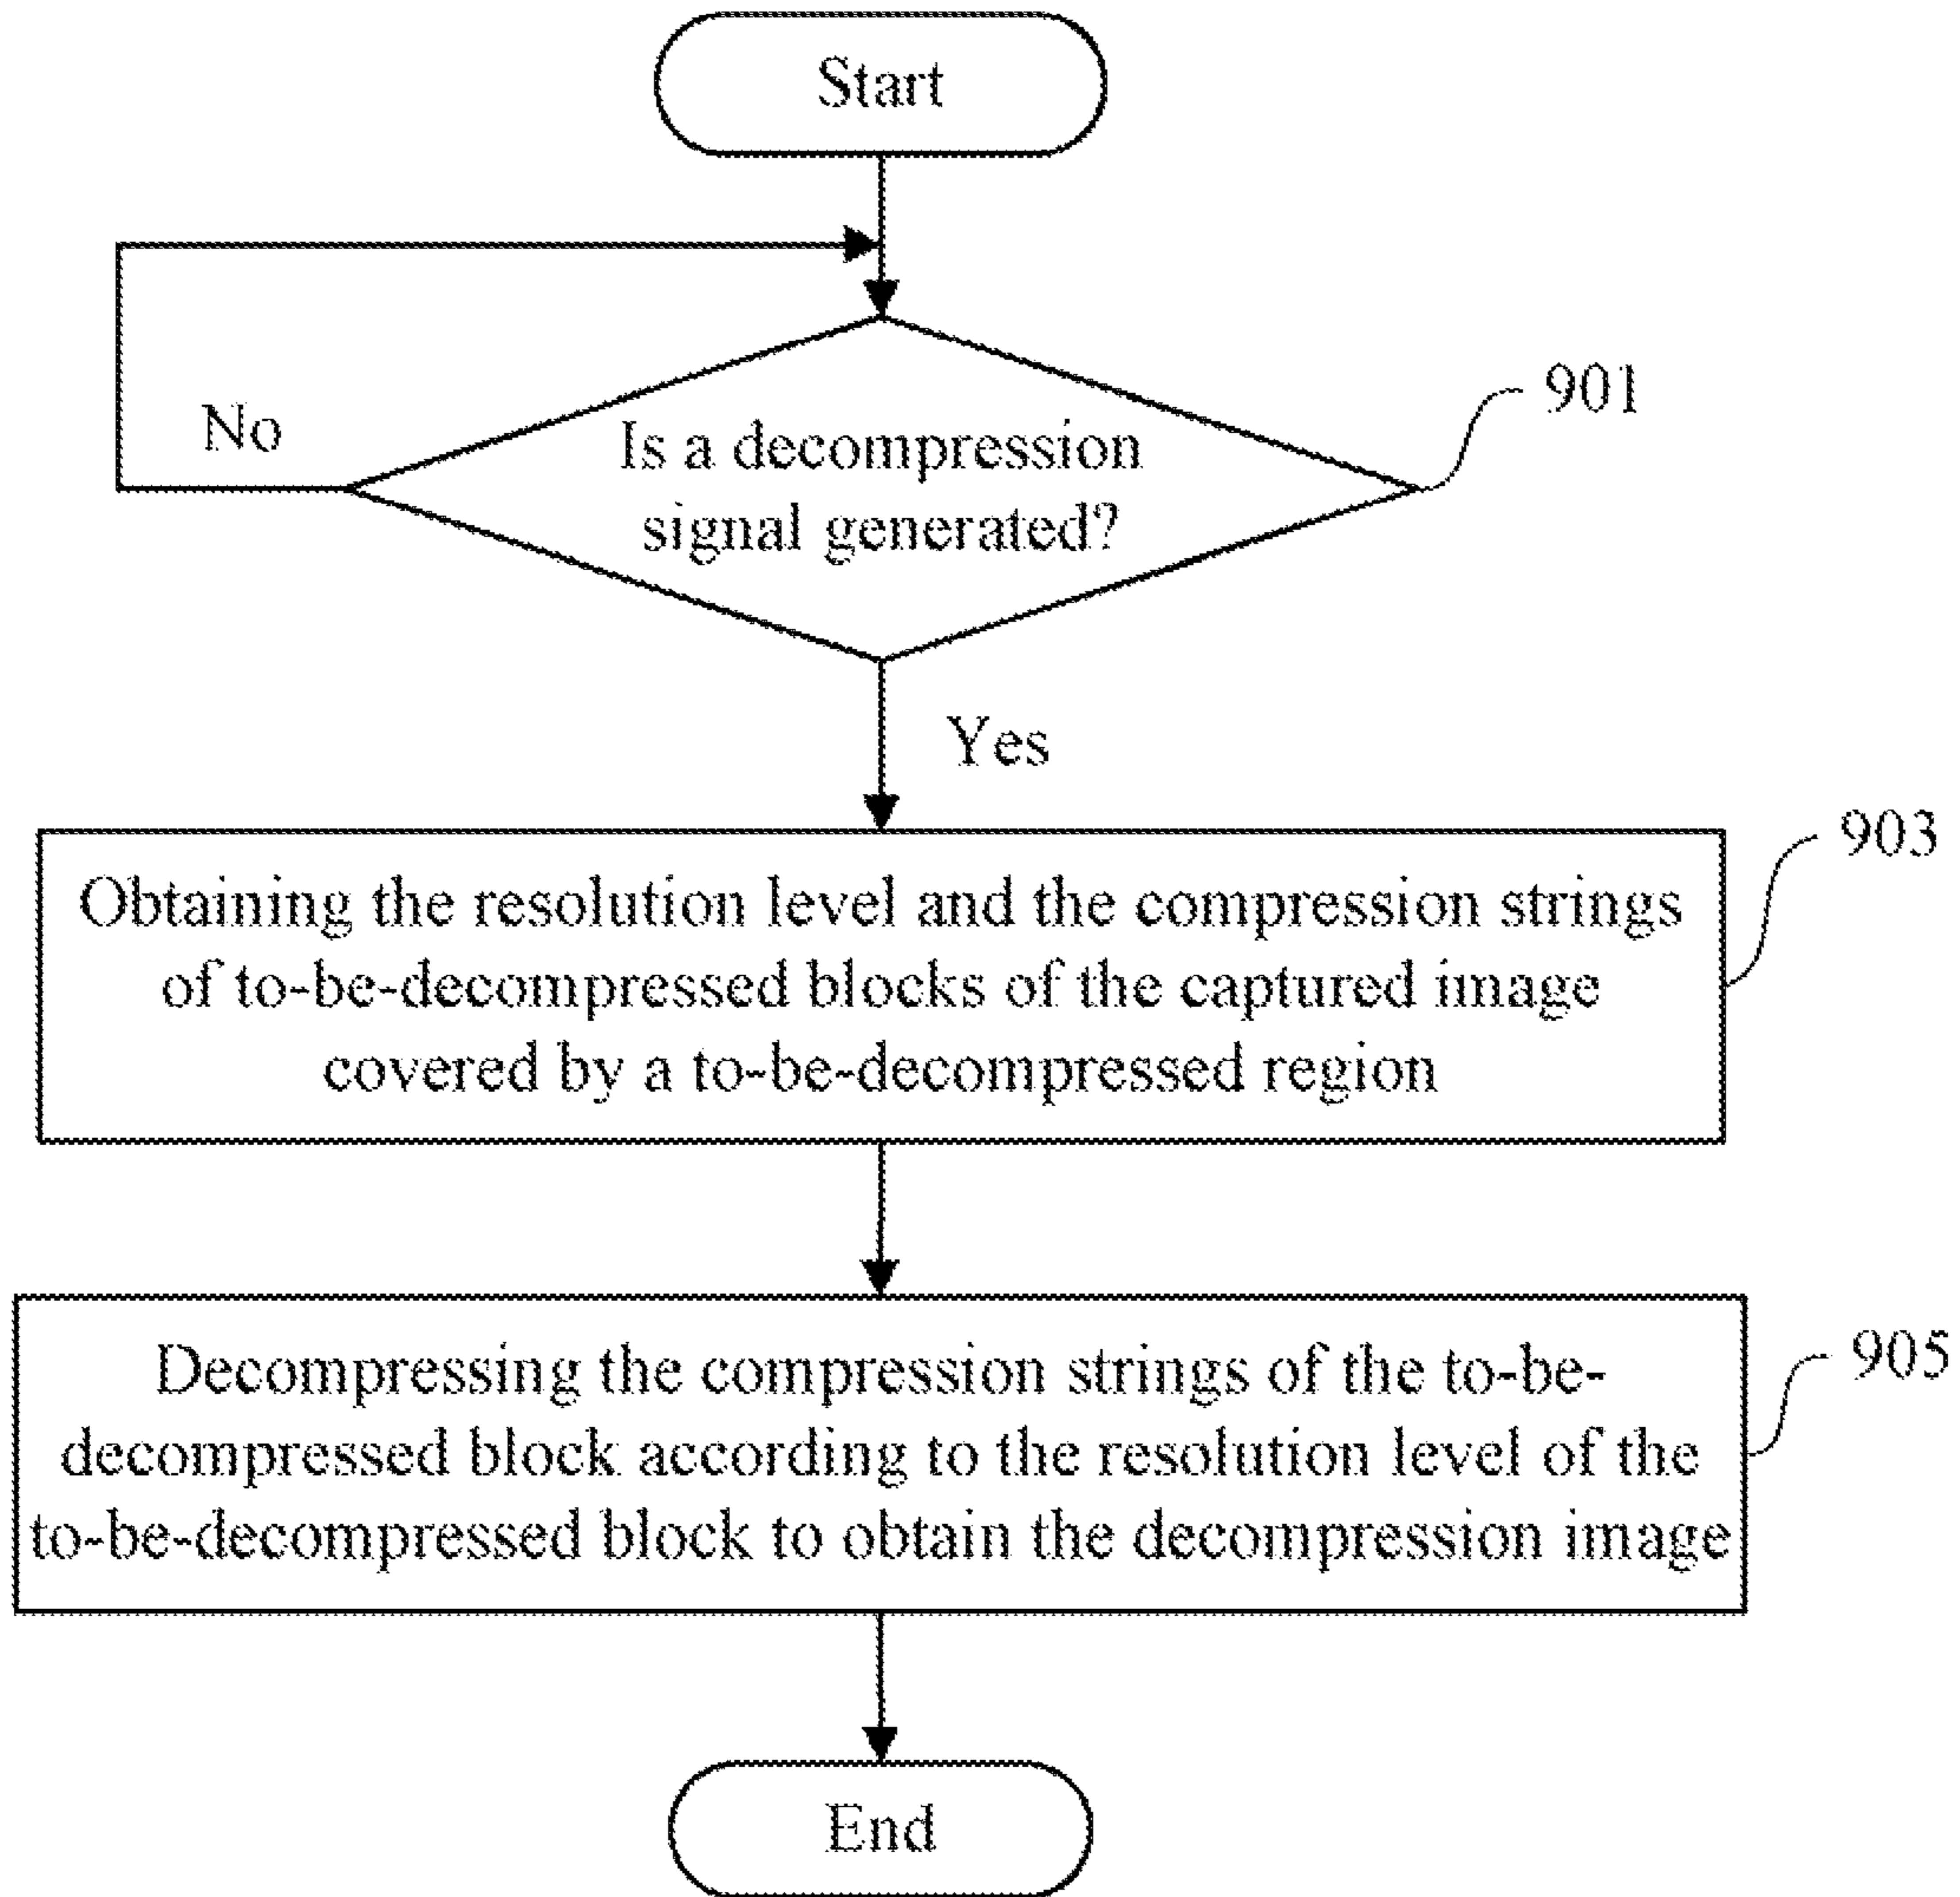 Start
No
Is a decompression
signal generated?
901
Yes
903
Obtaining the resolution level and the compression strings
of to-be-decompressed blocks of the captured image
covered by a to-be-decompressed region
905
Decompressing the compression strings of the to-be-
decompressed block according to the resolution level of the
to-be-decompressed block to obtain the decompression image
End